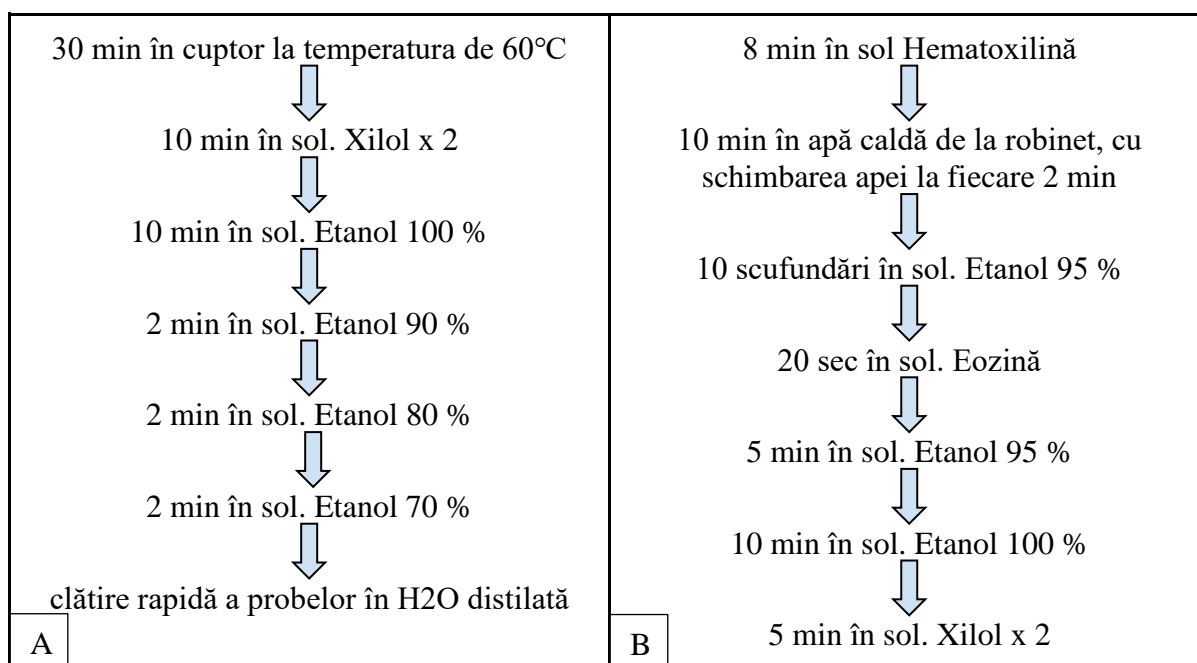 30 min în cuptor la temperatura de 60°C
10 min în sol. Xilol x 2
10 min în sol. Etanol 100 %
2 min în sol. Etanol 90 %
2 min în sol. Etanol 80 %
2 min în sol. Etanol 70 %
clătire rapidă a probelor în H2O distilată
A
8 min în sol Hematoxilină
10 min în apă caldă de la robinet, cu
schimbarea apei la fiecare 2 min
10 scufundări în sol. Etanol 95 %
20 sec în sol. Eozină
5 min în sol. Etanol 95 %
10 min în sol. Etanol 100 %
5 min în sol. Xilol x 2
B